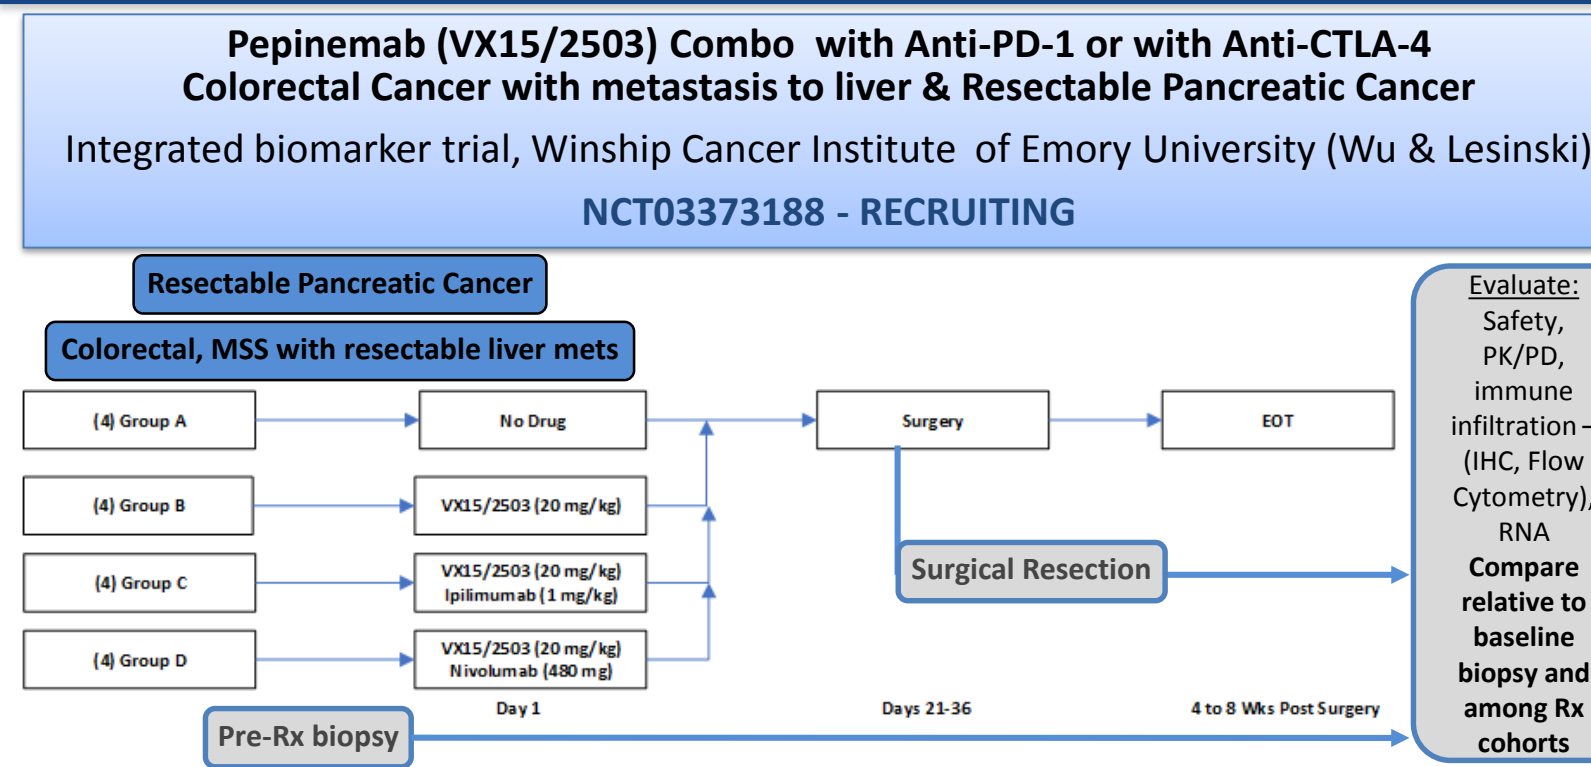 Pepinemab (VX15/2503) Combo with Anti-PD-1 or with Anti-CTLA-4
Colorectal Cancer with metastasis to liver & Resectable Pancreatic Cancer
Integrated biomarker trial, Winship Cancer Institute of Emory University (Wu & Lesinski)
NCT03373188 - RECRUITING
Resectable Pancreatic Cancer
Colorectal, MSS with resectable liver mets
(4) Group A
No Drug
Surgery
EOT
(4) Group B
VX15/2503 (20 mg/kg)
(4) Group C
VX15/2503 (20 mg/kg)
Ipilimumab (1 mg/kg)
(4) Group D
VX15/2503 (20 mg/kg)
Nivolumab (480 mg)
Surgical Resection
Day 1
Days 21-36
4 to 8 Wks Post Surgery
Pre-Rx biopsy
Evaluate:
Safety,
PK/PD,
immune
infiltration –
(IHC, Flow
Cytometry),
RNA
Compare
relative to
baseline
biopsy and
among Rx
cohorts